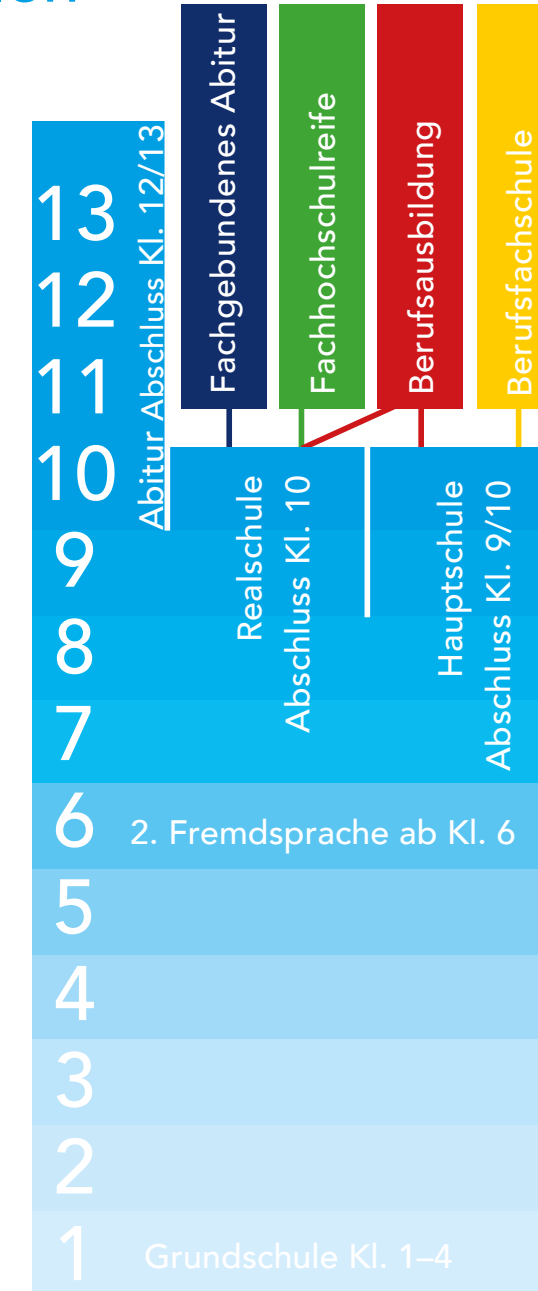 Fachgebundenes Abitur
Fachhochschulreife
Berufsausbildung
Berufsfachschule
13
12
11
10
9
8
7
6
5
4
3
2
1
Abitur Abschluss Kl. 12/13
Realschule
Abschluss Kl. 10
Hauptschule
Abschluss Kl. 9/10
2. Fremdsprache ab Kl. 6
Grundschule Kl. 1–4